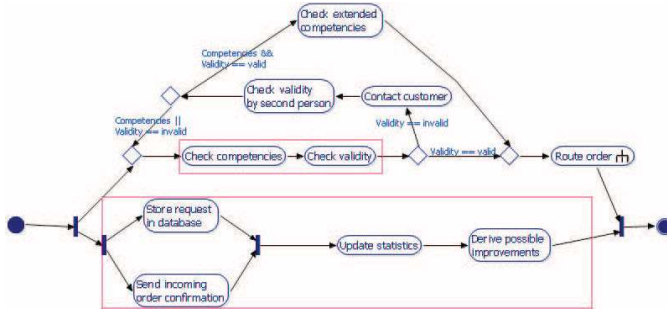 Check extended
competencies
Competencies &&
Validity == valid
Check validity
by second person
Contact customer
Competencies ||
Validity == invalid
Validity == invalid
Check competencies
Check validity
Validity == valid
Route order
Store request
in database
Update statistics
Derive possible
improvements
Send incoming
order confirmation